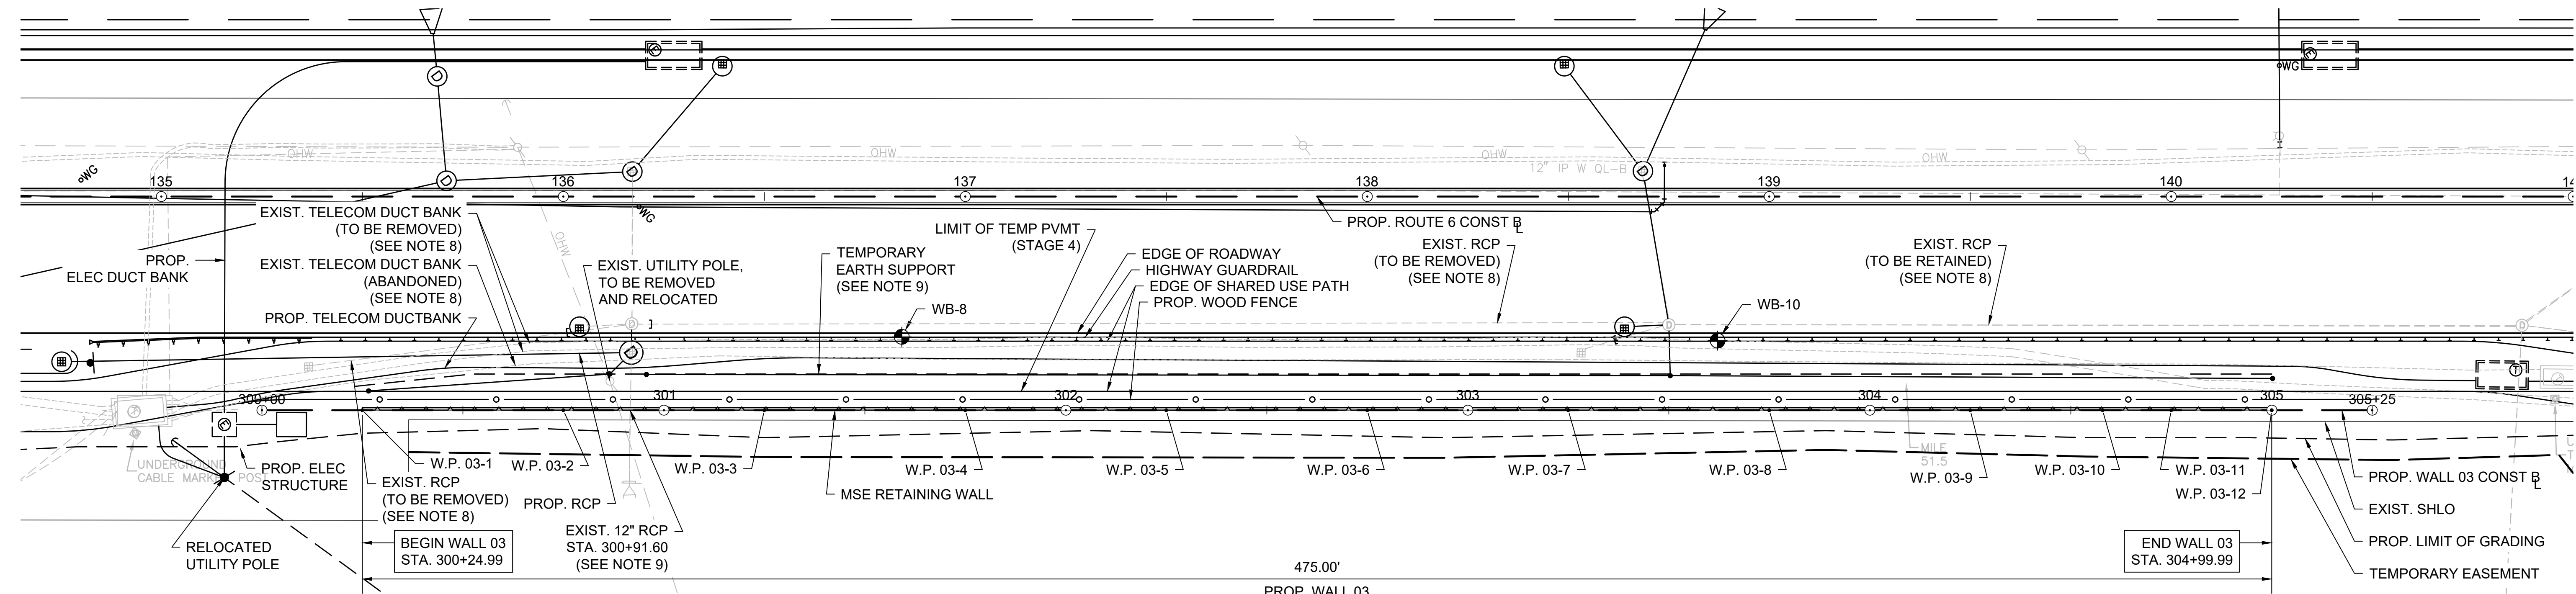 WG
OHW
OHW
OHW
OHW
12" IP W QL-B
WG
135
136
137
138
139
140
WG
OHW
EXIST. TELECOM DUCT BANK
(TO BE REMOVED)
(SEE NOTE 8)
EXIST. TELECOM DUCT BANK
(ABANDONED)
(SEE NOTE 8)
PROP. TELECOM DUCTBANK
PROP.
ELEC DUCT BANK
EXIST. UTILITY POLE,
TO BE REMOVED
AND RELOCATED
TEMPORARY
EARTH SUPPORT
(SEE NOTE 9)
LIMIT OF TEMP PVMT
(STAGE 4)
WB-8
EDGE OF ROADWAY
HIGHWAY GUARDRAIL
EDGE OF SHARED USE PATH
PROP. WOOD FENCE
PROP. ROUTE 6 CONST BL
EXIST. RCP
(TO BE REMOVED)
(SEE NOTE 8)
WB-10
EXIST. RCP
(TO BE RETAINED)
(SEE NOTE 8)
300+00
301
302
303
304
305
305+25
UNDERGROUND
CABLE MARKER POST
PROP. ELEC
STRUCTURE
RELOCATED
UTILITY POLE
EXIST. RCP
(TO BE REMOVED)
(SEE NOTE 8)
W.P. 03-1
W.P. 03-2
W.P. 03-3
W.P. 03-4
W.P. 03-5
W.P. 03-6
W.P. 03-7
W.P. 03-8
W.P. 03-9
W.P. 03-10
W.P. 03-11
W.P. 03-12
MILE
51.5
PROP. RCP
MSE RETAINING WALL
EXIST. 12" RCP
STA. 300+91.60
(SEE NOTE 9)
BEGIN WALL 03
STA. 300+24.99
END WALL 03
STA. 304+99.99
PROP. WALL 03 CONST BL
EXIST. SHLO
PROP. LIMIT OF GRADING
TEMPORARY EASEMENT
475.00'
PROP. WALL 03